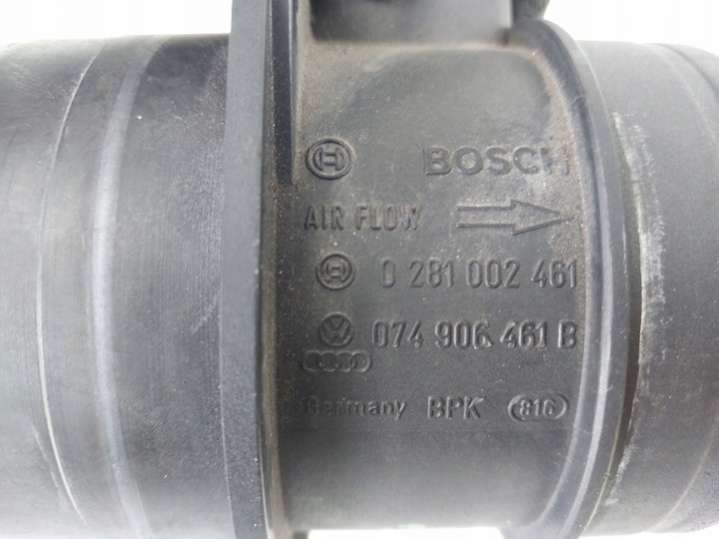 BOSCH
AIR FLOW
0 281 002 461
074 906 461 B
Germany BPK 816